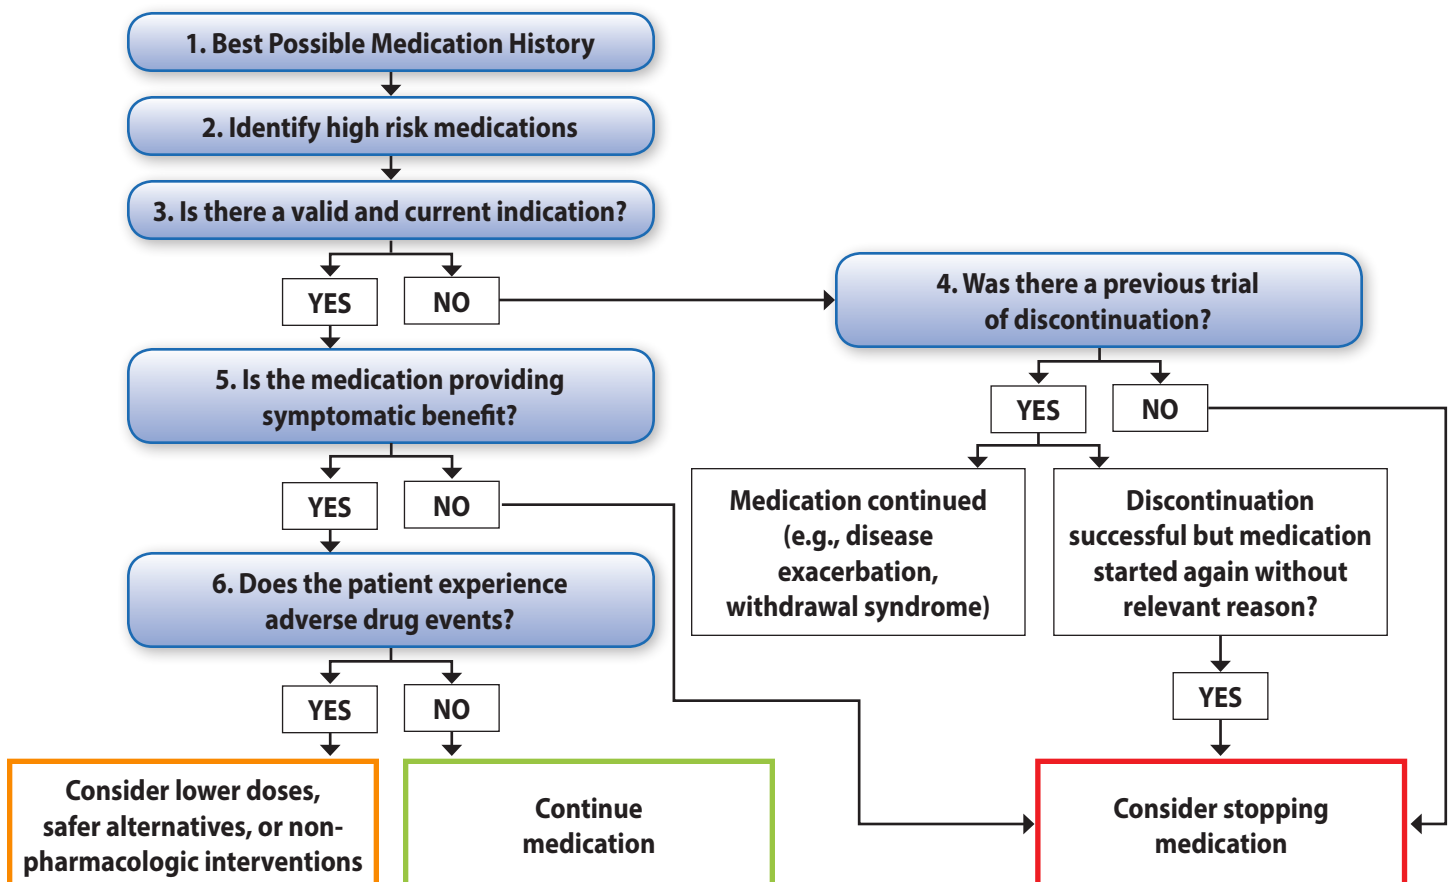 1. Best Possible Medication History
2. Identify high risk medications
3. Is there a valid and current indication?
YES
NO
4. Was there a previous trial
of discontinuation?
YES
NO
Medication continued
(e.g., disease
exacerbation,
withdrawal syndrome)
Discontinuation
successful but medication
started again without
relevant reason?
YES
5. Is the medication providing
symptomatic benefit?
YES
NO
6. Does the patient experience
adverse drug events?
YES
NO
Consider lower doses,
safer alternatives, or non-
pharmacologic interventions
Continue
medication
Consider stopping
medication